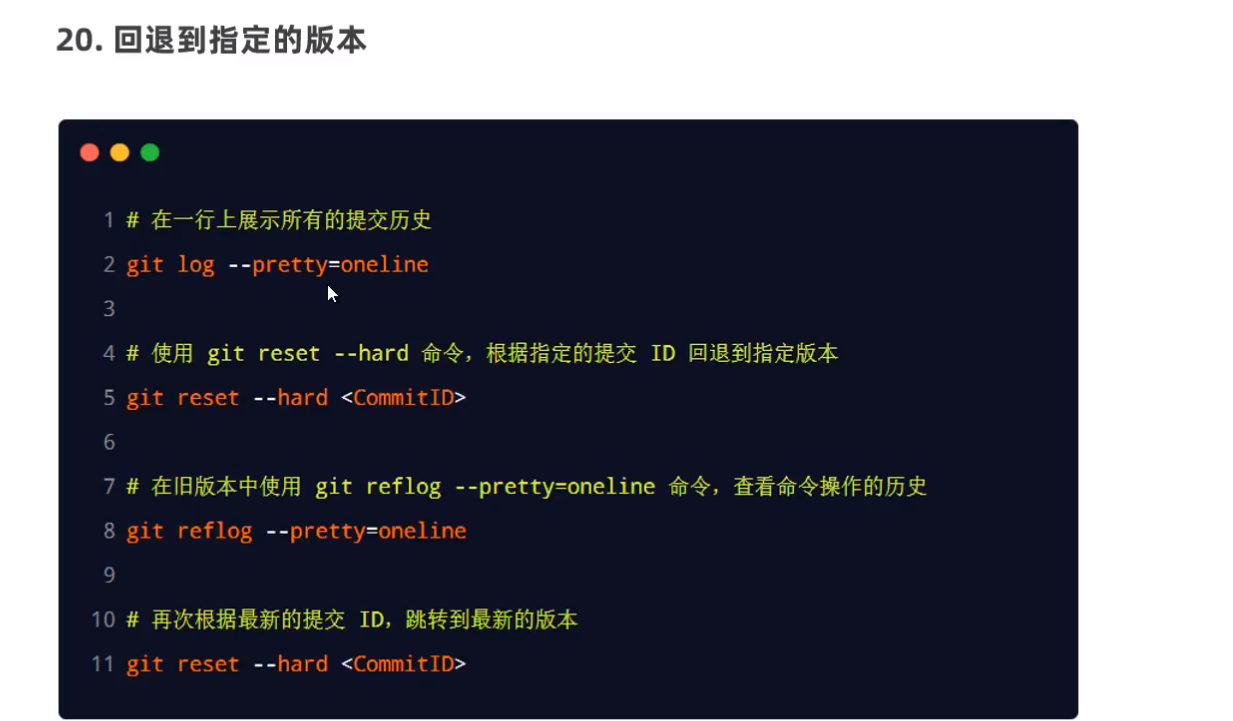 20. 回退到指定的版本
1 # 在一行上展示所有的提交历史
2 git log --pretty=oneline
3
4 # 使用 git reset --hard 命令，根据指定的提交 ID 回退到指定版本
5 git reset --hard <CommitID>
6
7 # 在旧版本中使用 git reflog --pretty=oneline 命令，查看命令操作的历史
8 git reflog --pretty=oneline
9
10 # 再次根据最新的提交 ID，跳转到最新的版本
11 git reset --hard <CommitID>